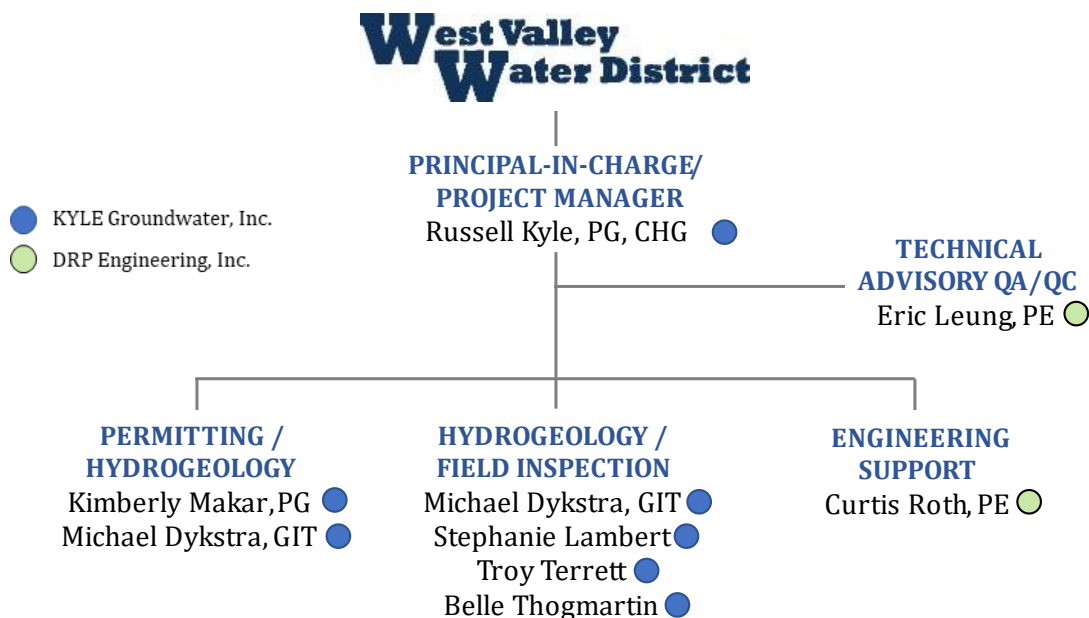 West Valley
Water District
PRINCIPAL-IN-CHARGE/
PROJECT MANAGER
Russell Kyle, PG, CHG
KYLE Groundwater, Inc.
DRP Engineering, Inc.
TECHNICAL
ADVISORY QA/QC
Eric Leung, PE
PERMITTING /
HYDROGEOLOGY
Kimberly Makar, PG
Michael Dykstra, GIT
HYDROGEOLOGY /
FIELD INSPECTION
Michael Dykstra, GIT
Stephanie Lambert
Troy Terrett
Belle Thogmartin
ENGINEERING
SUPPORT
Curtis Roth, PE